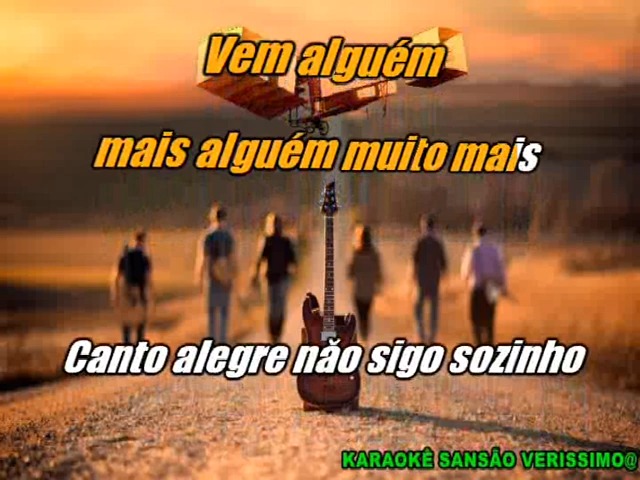 Vem alguém
mais alguém muito mais
Canto alegre não sigo sozinho
KARAOKÊ SANSÃO VERISSIMO@